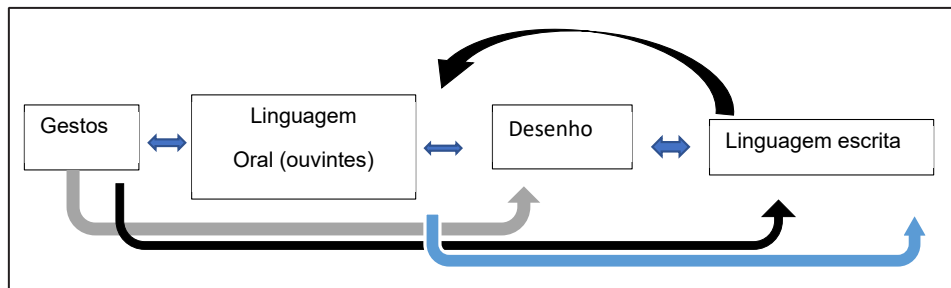 Gestos
Linguagem
Oral (ouvintes)
Desenho
Linguagem escrita